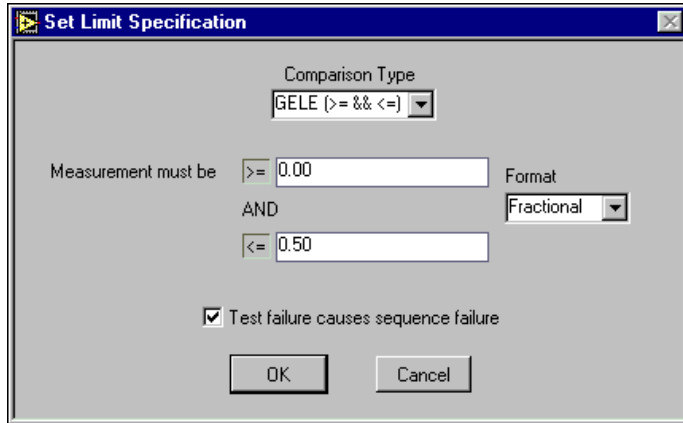 Set Limit Specification
Comparison Type
GELE (>= && <=)
Measurement must be >= 0.00
Format
AND
Fractional
<= 0.50
Test failure causes sequence failure
OK Cancel